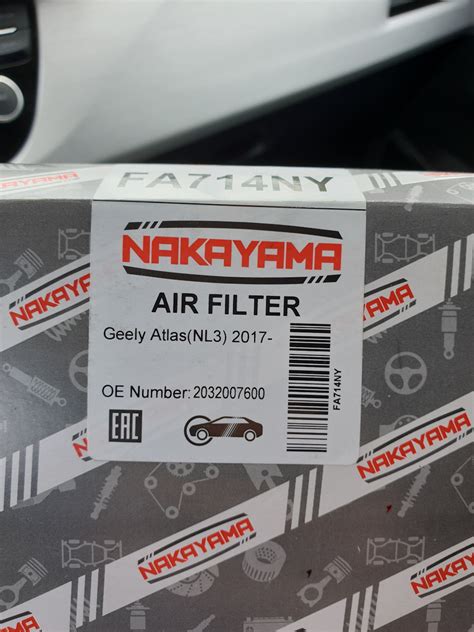 FA714NY
NAKAYAMA
AIR FILTER
Geely Atlas(NL3) 2017-
OE Number: 2032007600
FA714NY
EAC
NAKAYAMA
NAKAYAMA
NAKAYAMA
NAKAYAMA
NAKAYAMA